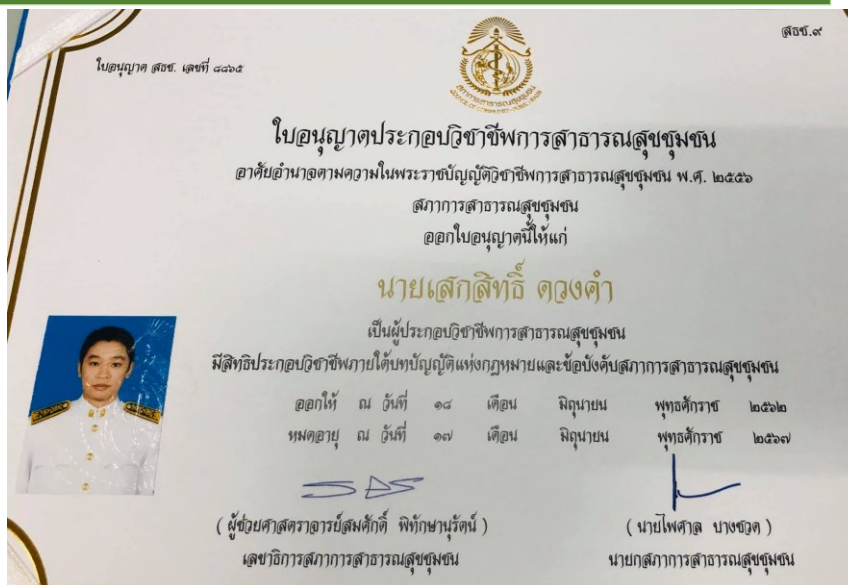 สธช.๙
ใบอนุญาต สธช. เลขที่ ๘๘๖๕
สภาการสาธารณสุขชุมชน
ใบอนุญาตประกอบวิชาชีพการสาธารณสุขชุมชน
อาศัยอำนาจตามความในพระราชบัญญัติวิชาชีพการสาธารณสุขชุมชน พ.ศ. ๒๕๕๖
สภาการสาธารณสุขชุมชน
ออกใบอนุญาตนี้ให้แก่
นายเสกสิทธิ์ ดวงคำ
เป็นผู้ประกอบวิชาชีพการสาธารณสุขชุมชน
มีสิทธิประกอบวิชาชีพภายใต้บทบัญญัติแห่งกฎหมายและข้อบังคับสภาการสาธารณสุขชุมชน
ออกให้ ณ วันที่ ๑๘ เดือน มิถุนายน พุทธศักราช ๒๕๖๒
หมดอายุ ณ วันที่ ๑๗ เดือน มิถุนายน พุทธศักราช ๒๕๖๗
( ผู้ช่วยศาสตราจารย์สมศักดิ์ พิทักษานุรัตน์ )
เลขาธิการสภาการสาธารณสุขชุมชน
( นายไพศาล บางชวด )
นายกสภาการสาธารณสุขชุมชน